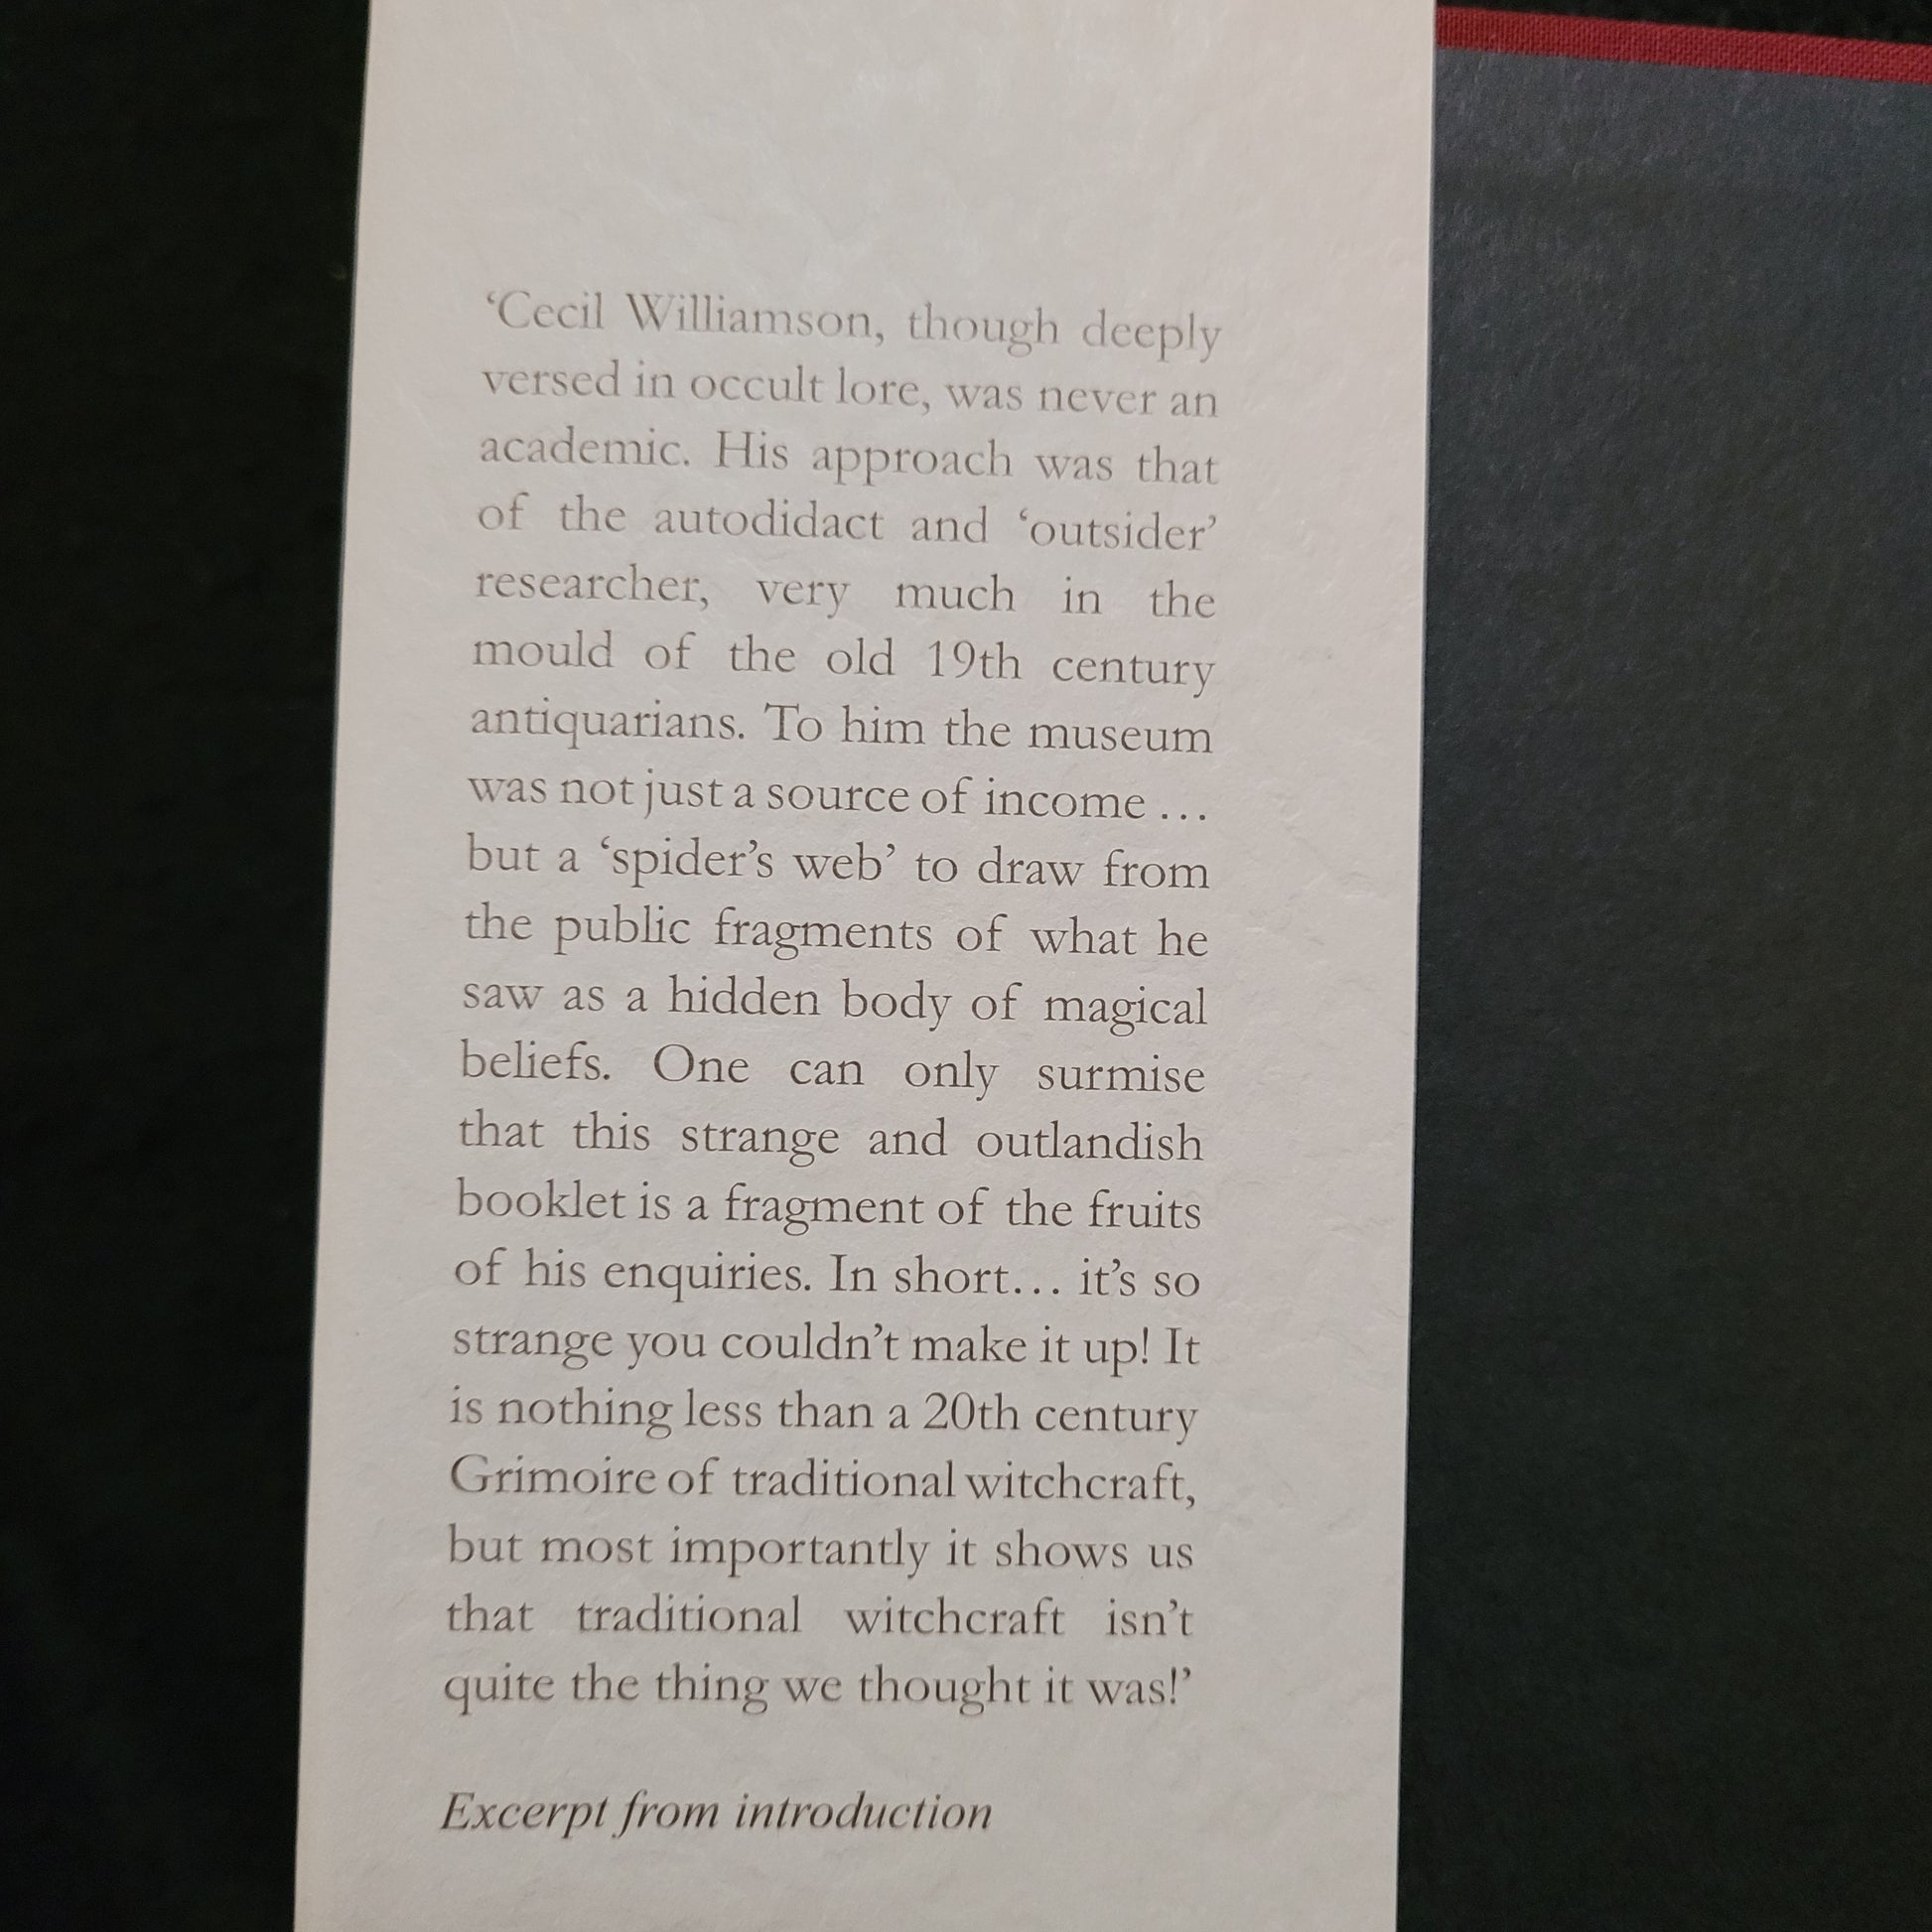 ‘Cecil Williamson, though deeply
versed in occult lore, was never an
academic. His approach was that
of the autodidact and ‘outsider’
researcher, very much in the
mould of the old 19th century
antiquarians. To him the museum
was not just a source of income …
but a ‘spider’s web’ to draw from
the public fragments of what he
saw as a hidden body of magical
beliefs. One can only surmise
that this strange and outlandish
booklet is a fragment of the fruits
of his enquiries. In short… it’s so
strange you couldn’t make it up! It
is nothing less than a 20th century
Grimoire of traditional witchcraft,
but most importantly it shows us
that traditional witchcraft isn’t
quite the thing we thought it was!’
Excerpt from introduction